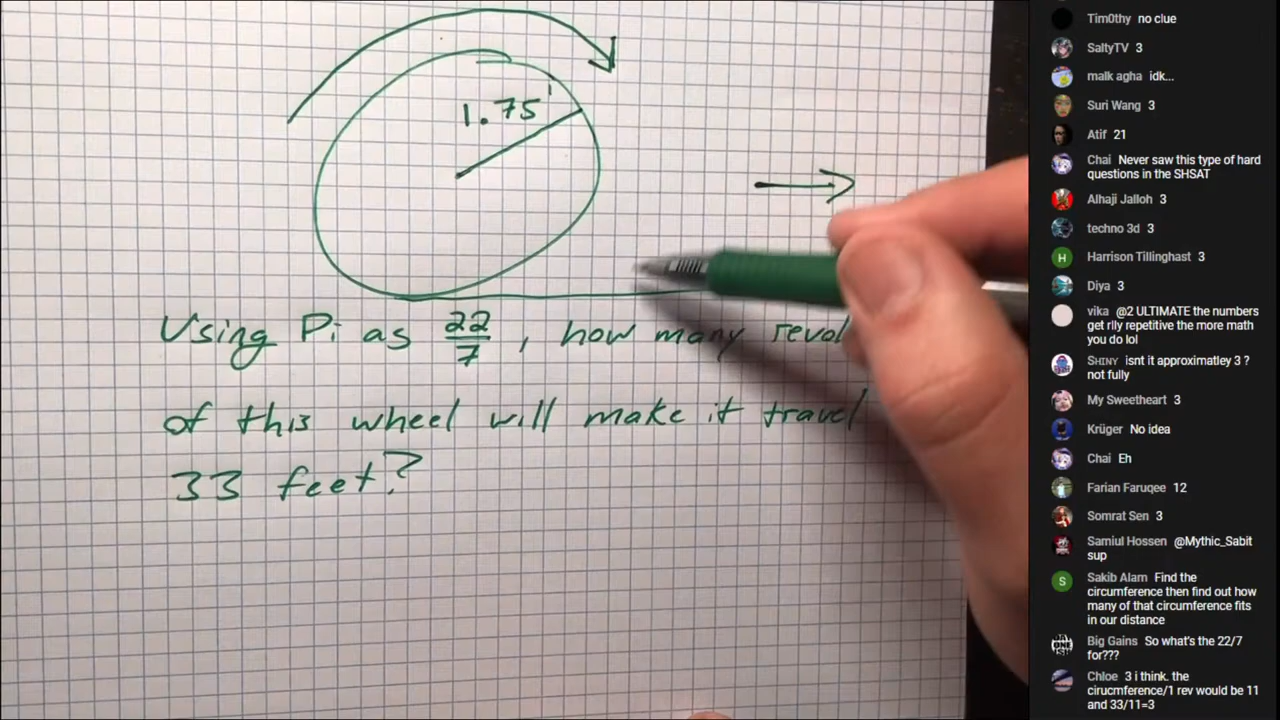 1.75'
Using Pi as 22/7, how many revol
of this wheel will make it travel
33 feet?
Tim0thy no clue
SaltyTV 3
malk agha idk...
Suri Wang 3
Atif 21
Chai Never saw this type of hard
questions in the SHSAT
Alhaji Jalloh 3
techno 3d 3
Harrison Tillinghast 3
Diya 3
vika @2 ULTIMATE the numbers
get rlly repetitive the more math
you do lol
SHINY isnt it approximatley 3 ?
not fully
My Sweetheart 3
Krüger No idea
Chai Eh
Farian Faruqee 12
Somrat Sen 3
Samiul Hossen @Mythic_Sabit
sup
Sakib Alam Find the
circumference then find out how
many of that circumference fits
in our distance
Big Gains So what's the 22/7
for???
Chloe 3 i think. the
cirucmference/1 rev would be 11
and 33/11=3
H
S